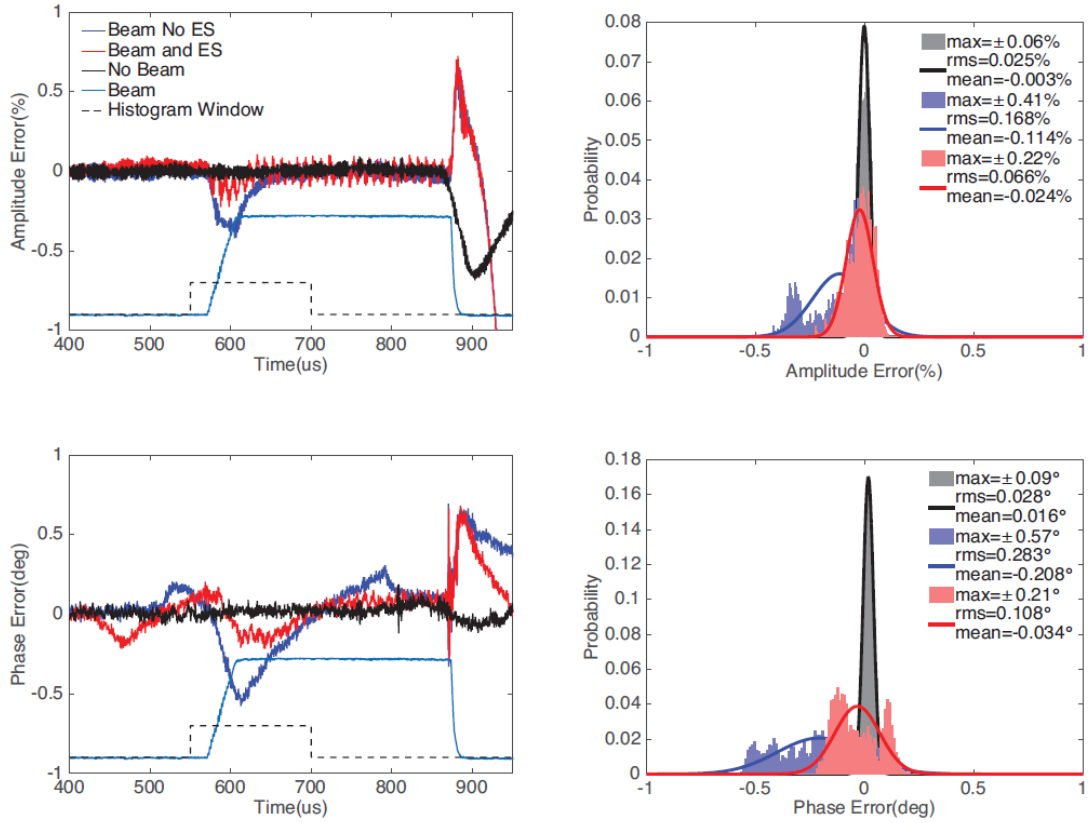 Beam No ES
Beam and ES
No Beam
Beam
Histogram Window
1
0.5
0
-0.5
-1
Amplitude Error(%)
400 500 600 700 800 900
Time(us)
max=±0.06%
rms=0.025%
mean=-0.003%
max=±0.41%
rms=0.168%
mean=-0.114%
max=±0.22%
rms=0.066%
mean=-0.024%
0.08
0.07
0.06
0.05
0.04
0.03
0.02
0.01
0
Probability
-1 -0.5 0 0.5 1
Amplitude Error(%)
1
0.5
0
-0.5
-1
Phase Error(deg)
400 500 600 700 800 900
Time(us)
max=±0.09°
rms=0.028°
mean=0.016°
max=±0.57°
rms=0.283°
mean=-0.208°
max=±0.21°
rms=0.108°
mean=-0.034°
0.18
0.16
0.14
0.12
0.1
0.08
0.06
0.04
0.02
0
Probability
-1 -0.5 0 0.5 1
Phase Error(deg)